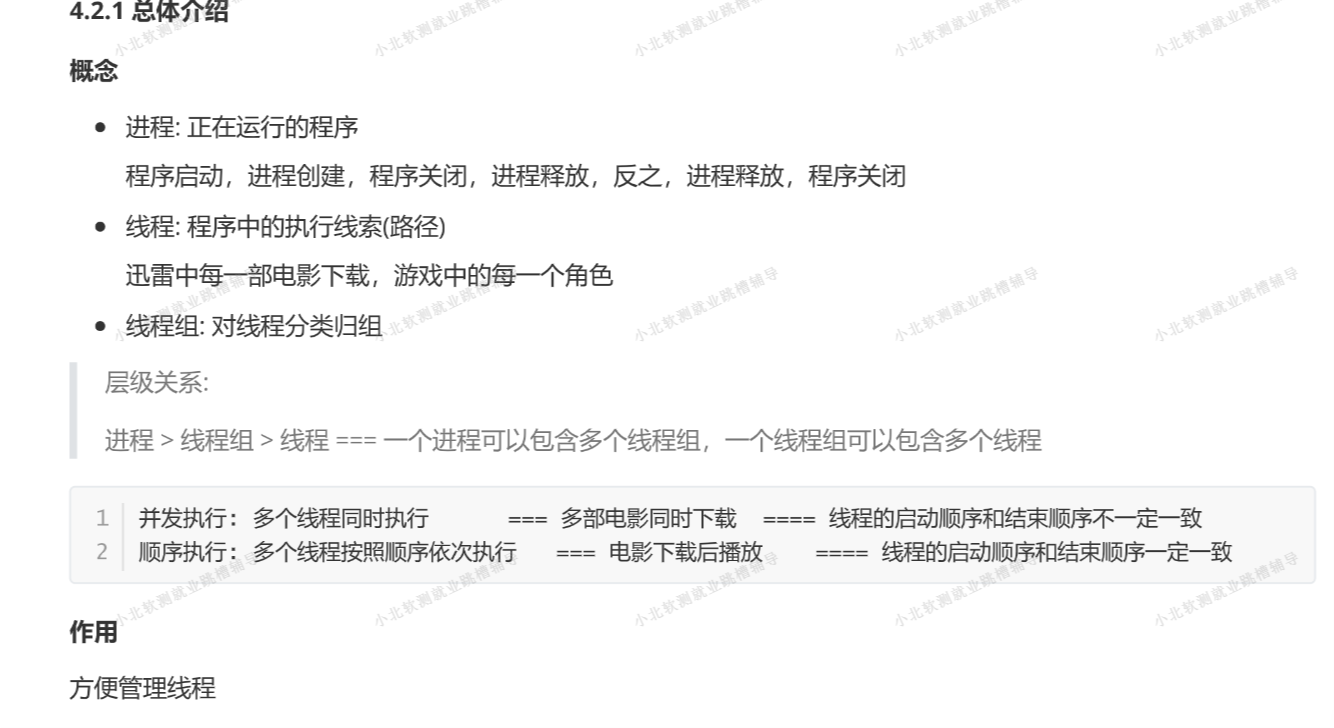 4.2.1 总体介绍
概念
进程: 正在运行的程序
程序启动，进程创建，程序关闭，进程释放，反之，进程释放，程序关闭
线程: 程序中的执行线索(路径)
迅雷中每一部电影下载，游戏中的每一个角色
线程组: 对线程分类归组
层级关系:
进程 > 线程组 > 线程 === 一个进程可以包含多个线程组，一个线程组可以包含多个线程
1 并发执行: 多个线程同时执行 === 多部电影同时下载 ==== 线程的启动顺序和结束顺序不一定一致
2 顺序执行: 多个线程按照顺序依次执行 === 电影下载后播放 ==== 线程的启动顺序和结束顺序一定一致
作用
方便管理线程
小北软测就业跳槽辅导